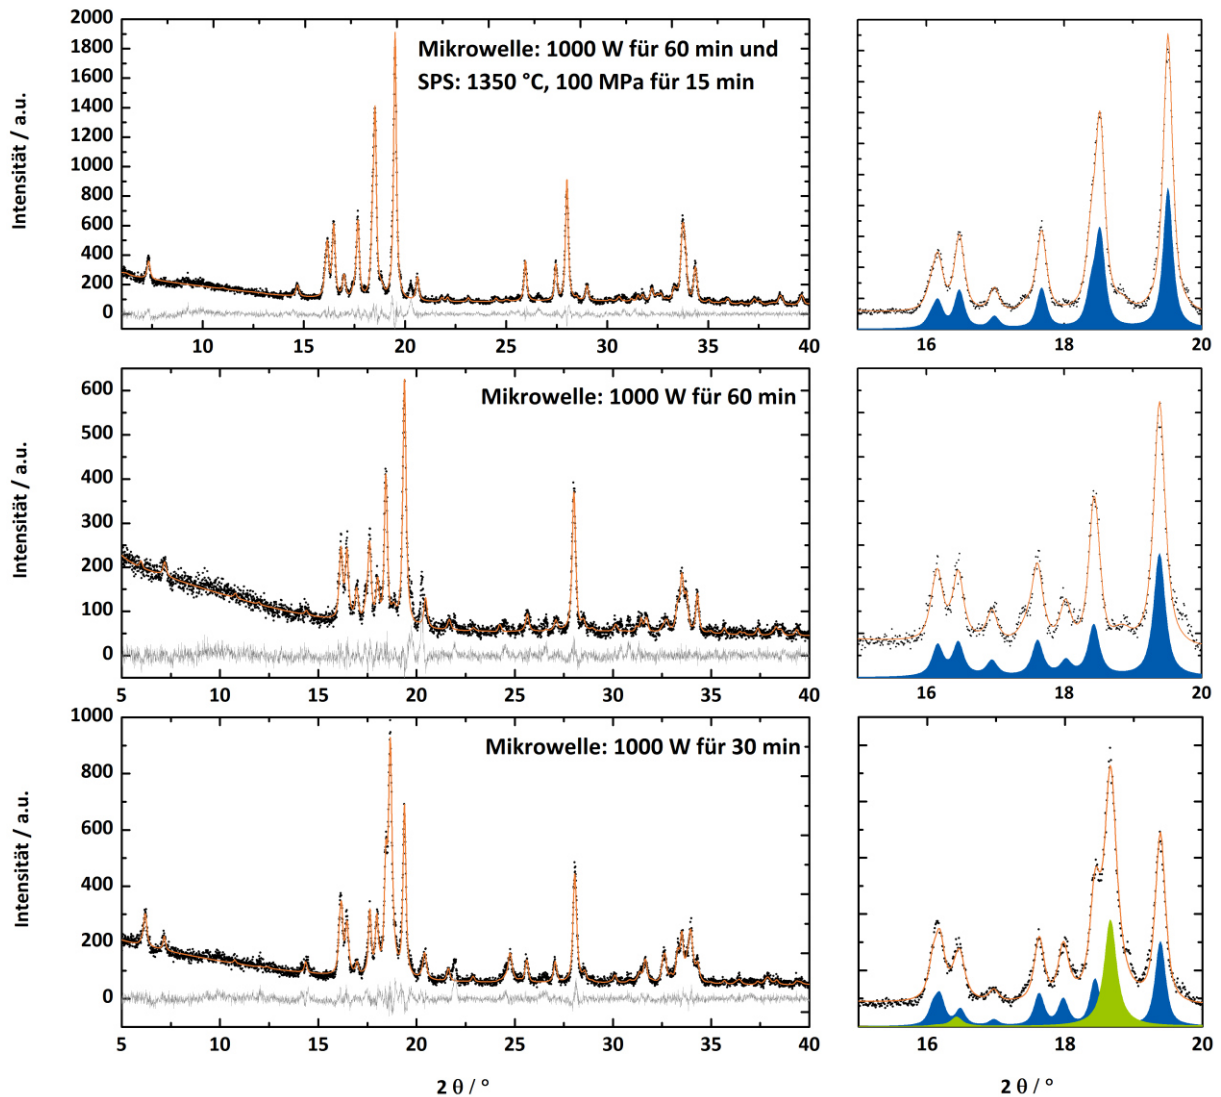 2000
1800
1600
1400
1200
1000
800
600
400
200
0
Intensität / a.u.
Mikrowelle: 1000 W für 60 min und
SPS: 1350 °C, 100 MPa für 15 min
10 15 20 25 30 35 40
16 18 20
600
500
400
300
200
100
0
Intensität / a.u.
Mikrowelle: 1000 W für 60 min
5 10 15 20 25 30 35 40
16 18 20
1000
800
600
400
200
0
Intensität / a.u.
Mikrowelle: 1000 W für 30 min
5 10 15 20 25 30 35 40
16 18 20
2 θ / °
2 θ / °